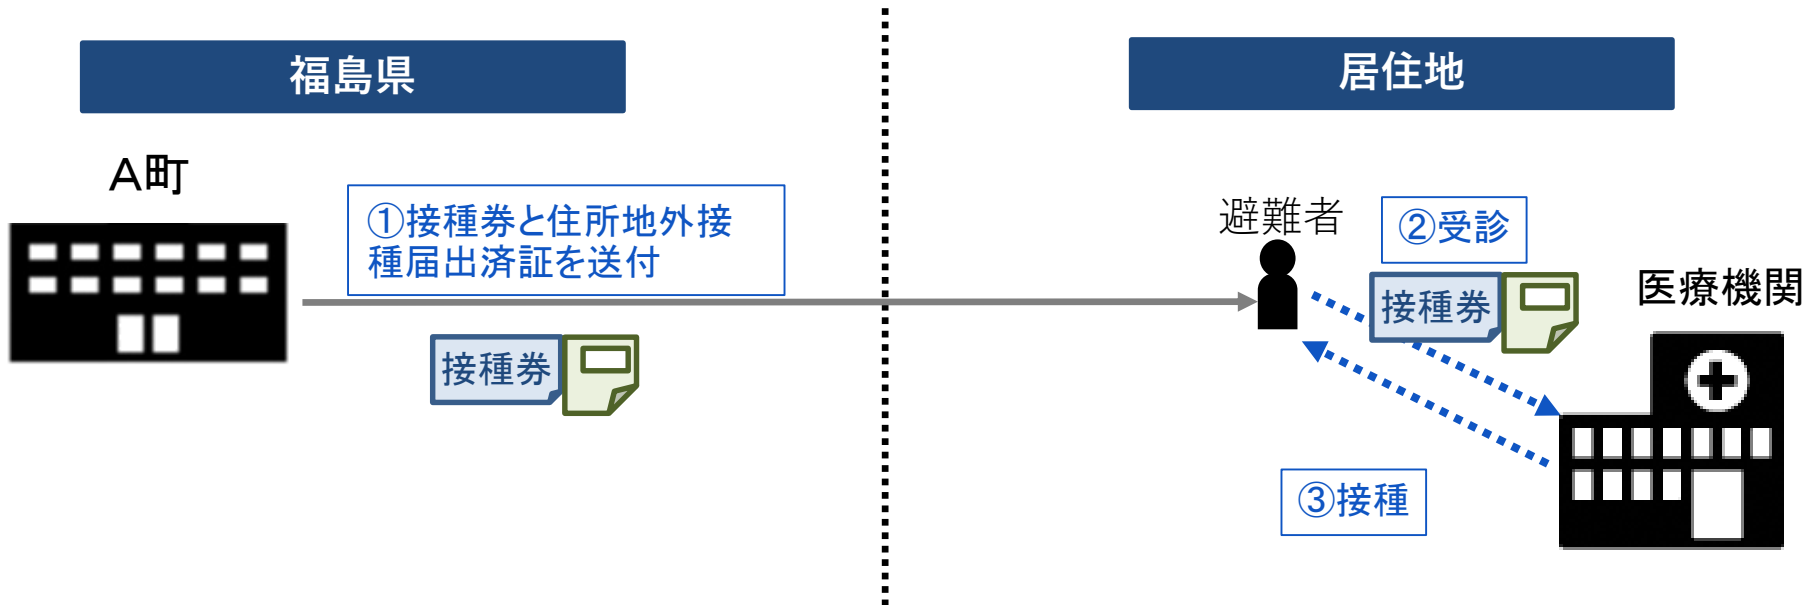 福島県
居住地
A町
①接種券と住所地外接
種届出済証を送付
接種券
避難者
②受診
接種券
医療機関
③接種